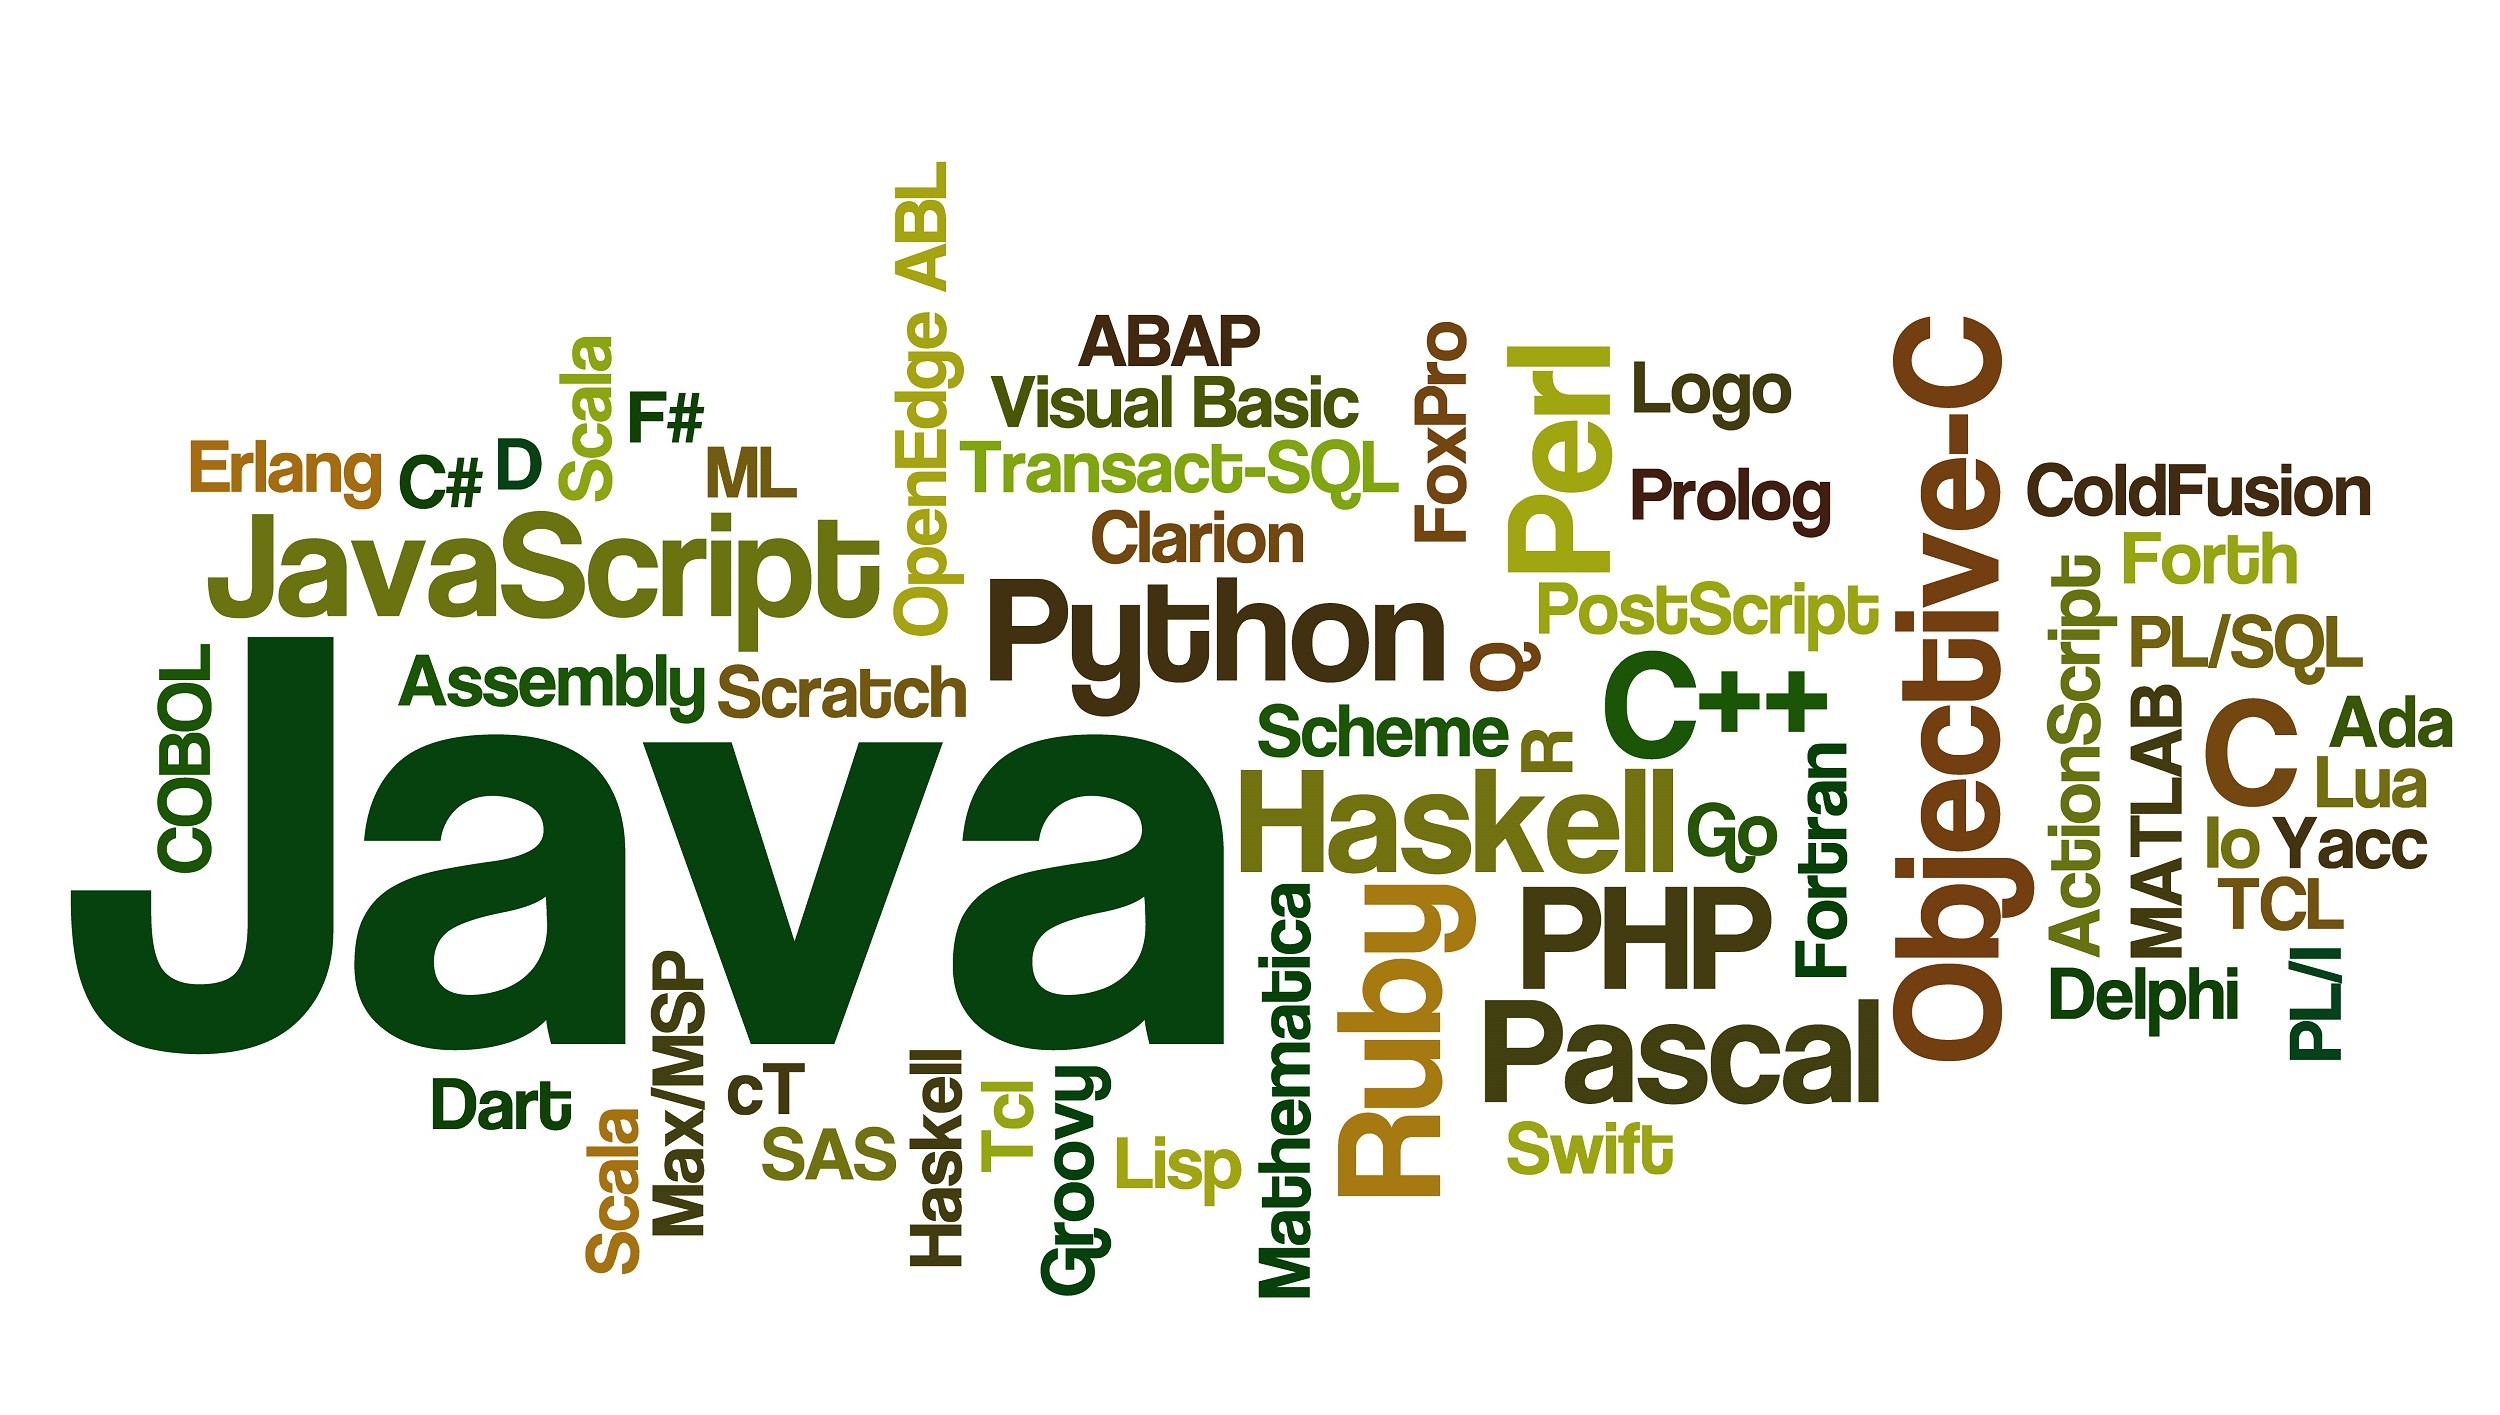 OpenEdge ABL
ABAP
Visual Basic
Transact-SQL
Clarion
FoxPro
Perl
Logo
Prolog
Objective-C
ColdFusion
Forth
Scala
F#
ML
Erlang
C#
D
JavaScript
Python
Q
PostScript
ActionScript
PL/SQL
COBOL
Assembly
Scratch
Scheme
R
C++
MATLAB
C
Ada
Lua
Java
Haskell
Go
Fortran
Io
Yacc
TCL
Mathematica
Ruby
PHP
Pascal
Delphi
PL/I
Max/MSP
cT
Dart
Scala
SAS
Haskell
Tcl
Groovy
Lisp
Swift